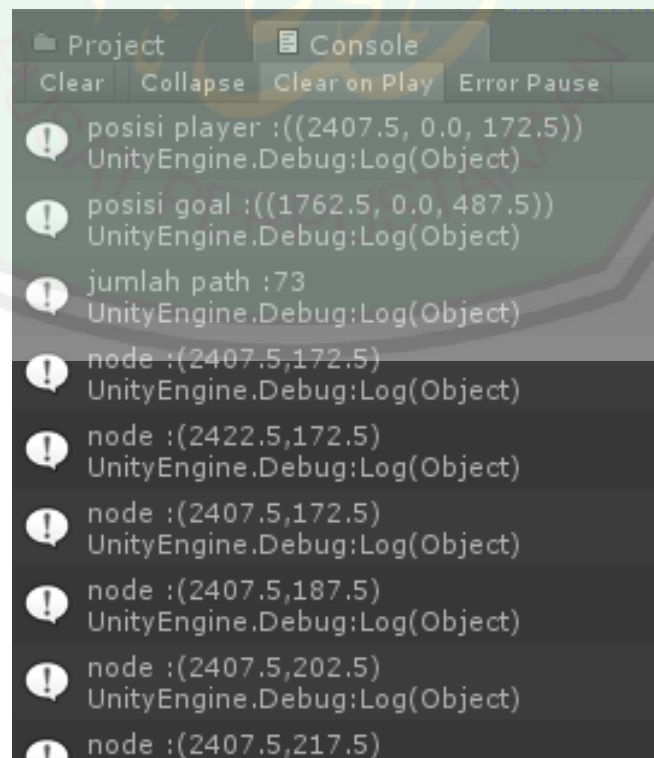 Project Console
Clear Collapse Clear on Play Error Pause
posisi player :((2407.5, 0.0, 172.5))
UnityEngine.Debug:Log(Object)
posisi goal :((1762.5, 0.0, 487.5))
UnityEngine.Debug:Log(Object)
jumlah path :73
UnityEngine.Debug:Log(Object)
node :(2407.5,172.5)
UnityEngine.Debug:Log(Object)
node :(2422.5,172.5)
UnityEngine.Debug:Log(Object)
node :(2407.5,172.5)
UnityEngine.Debug:Log(Object)
node :(2407.5,187.5)
UnityEngine.Debug:Log(Object)
node :(2407.5,202.5)
UnityEngine.Debug:Log(Object)
node :(2407.5,217.5)